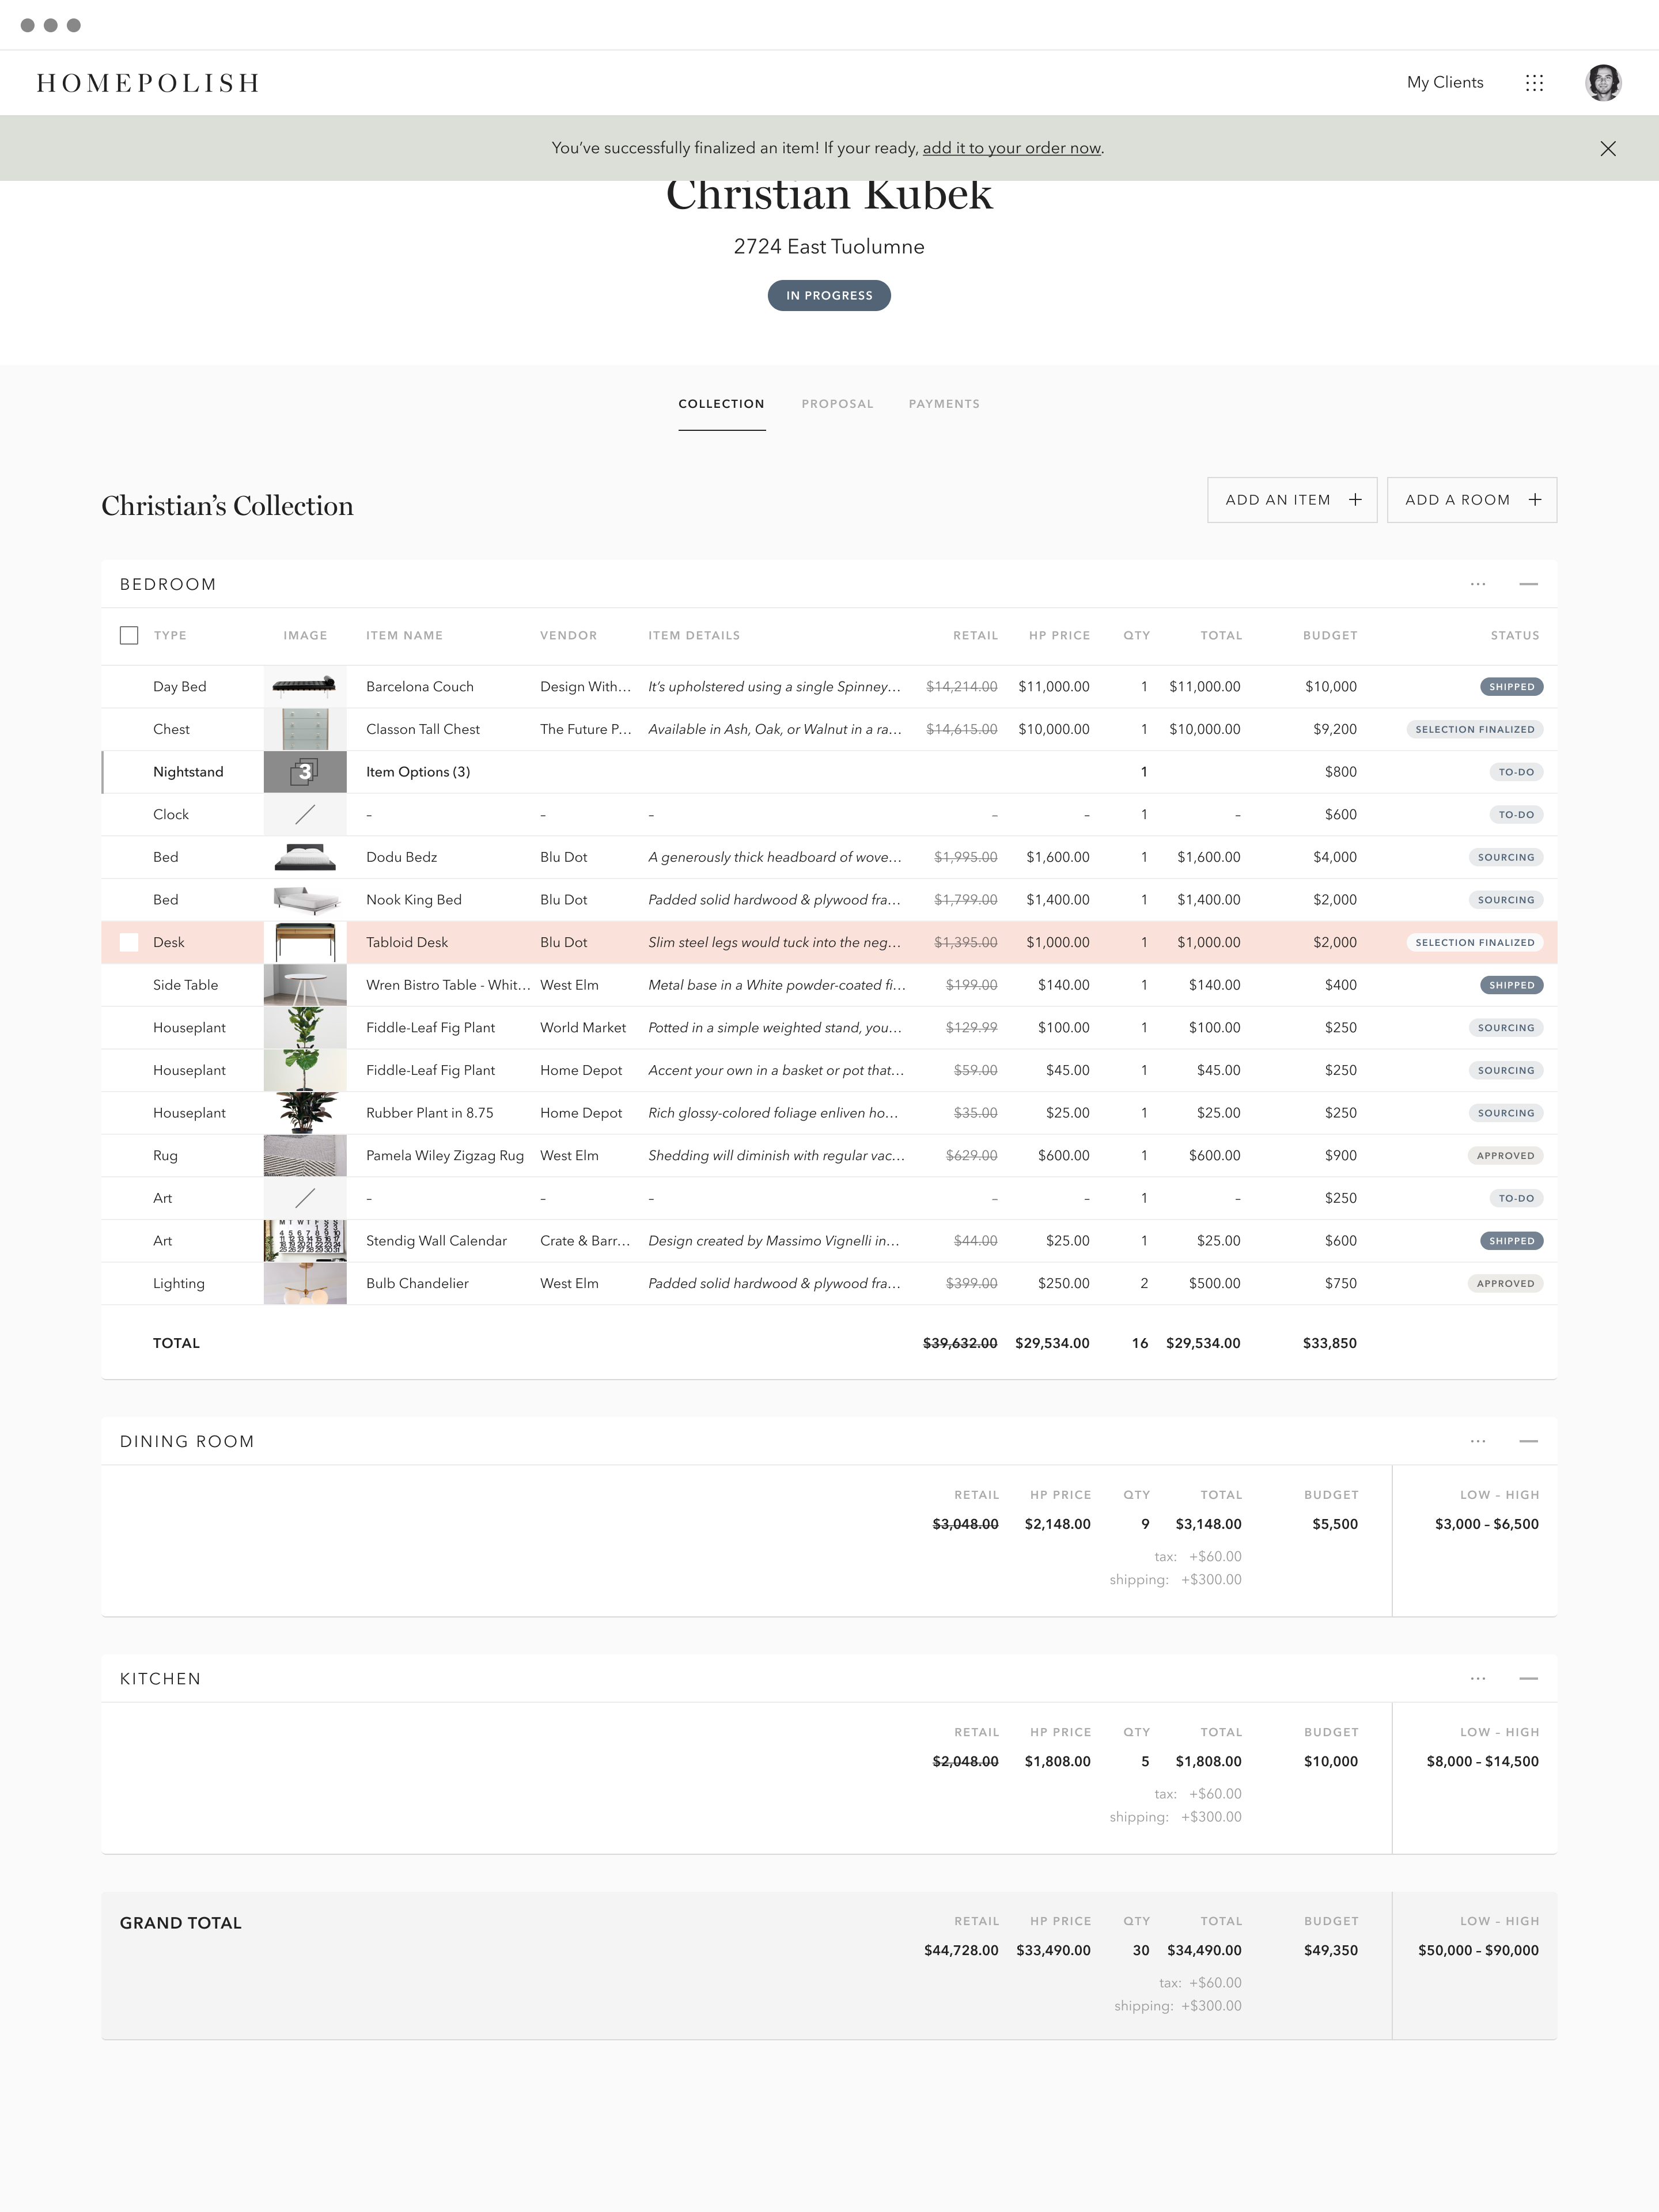 HOMEPOLISH
My Clients
You’ve successfully finalized an item! If your ready, add it to your order now.
Christian Kubek
2724 East Tuolumne
IN PROGRESS
COLLECTION PROPOSAL PAYMENTS
Christian’s Collection
ADD AN ITEM +
ADD A ROOM +
BEDROOM
TYPE IMAGE ITEM NAME VENDOR ITEM DETAILS RETAIL HP PRICE QTY TOTAL BUDGET STATUS
Day Bed Barcelona Couch Design With… It’s upholstered using a single Spinney… $14,214.00 $11,000.00 1 $11,000.00 $10,000 SHIPPED
Chest Classon Tall Chest The Future P… Available in Ash, Oak, or Walnut in a ra… $14,615.00 $10,000.00 1 $10,000.00 $9,200 SELECTION FINALIZED
Nightstand 3 Item Options (3) 1 $800 TO-DO
Clock – – – – – 1 – $600 TO-DO
Bed Dodu Bedz Blu Dot A generously thick headboard of wove… $1,995.00 $1,600.00 1 $1,600.00 $4,000 SOURCING
Bed Nook King Bed Blu Dot Padded solid hardwood & plywood fra… $1,799.00 $1,400.00 1 $1,400.00 $2,000 SOURCING
Desk Tabloid Desk Blu Dot Slim steel legs would tuck into the neg… $1,395.00 $1,000.00 1 $1,000.00 $2,000 SELECTION FINALIZED
Side Table Wren Bistro Table - Whit… West Elm Metal base in a White powder-coated fi… $199.00 $140.00 1 $140.00 $400 SHIPPED
Houseplant Fiddle-Leaf Fig Plant World Market Potted in a simple weighted stand, you… $129.99 $100.00 1 $100.00 $250 SOURCING
Houseplant Fiddle-Leaf Fig Plant Home Depot Accent your own in a basket or pot that… $59.00 $45.00 1 $45.00 $250 SOURCING
Houseplant Rubber Plant in 8.75 Home Depot Rich glossy-colored foliage enliven ho… $35.00 $25.00 1 $25.00 $250 SOURCING
Rug Pamela Wiley Zigzag Rug West Elm Shedding will diminish with regular vac… $629.00 $600.00 1 $600.00 $900 APPROVED
Art – – – – – 1 – $250 TO-DO
Art Stendig Wall Calendar Crate & Barr… Design created by Massimo Vignelli in… $44.00 $25.00 1 $25.00 $600 SHIPPED
Lighting Bulb Chandelier West Elm Padded solid hardwood & plywood fra… $399.00 $250.00 2 $500.00 $750 APPROVED
TOTAL $39,632.00 $29,534.00 16 $29,534.00 $33,850
DINING ROOM
RETAIL HP PRICE QTY TOTAL BUDGET LOW – HIGH
$3,048.00 $2,148.00 9 $3,148.00 $5,500 $3,000 – $6,500
tax: +$60.00
shipping: +$300.00
KITCHEN
RETAIL HP PRICE QTY TOTAL BUDGET LOW – HIGH
$2,048.00 $1,808.00 5 $1,808.00 $10,000 $8,000 – $14,500
tax: +$60.00
shipping: +$300.00
GRAND TOTAL
RETAIL HP PRICE QTY TOTAL BUDGET LOW – HIGH
$44,728.00 $33,490.00 30 $34,490.00 $49,350 $50,000 – $90,000
tax: +$60.00
shipping: +$300.00